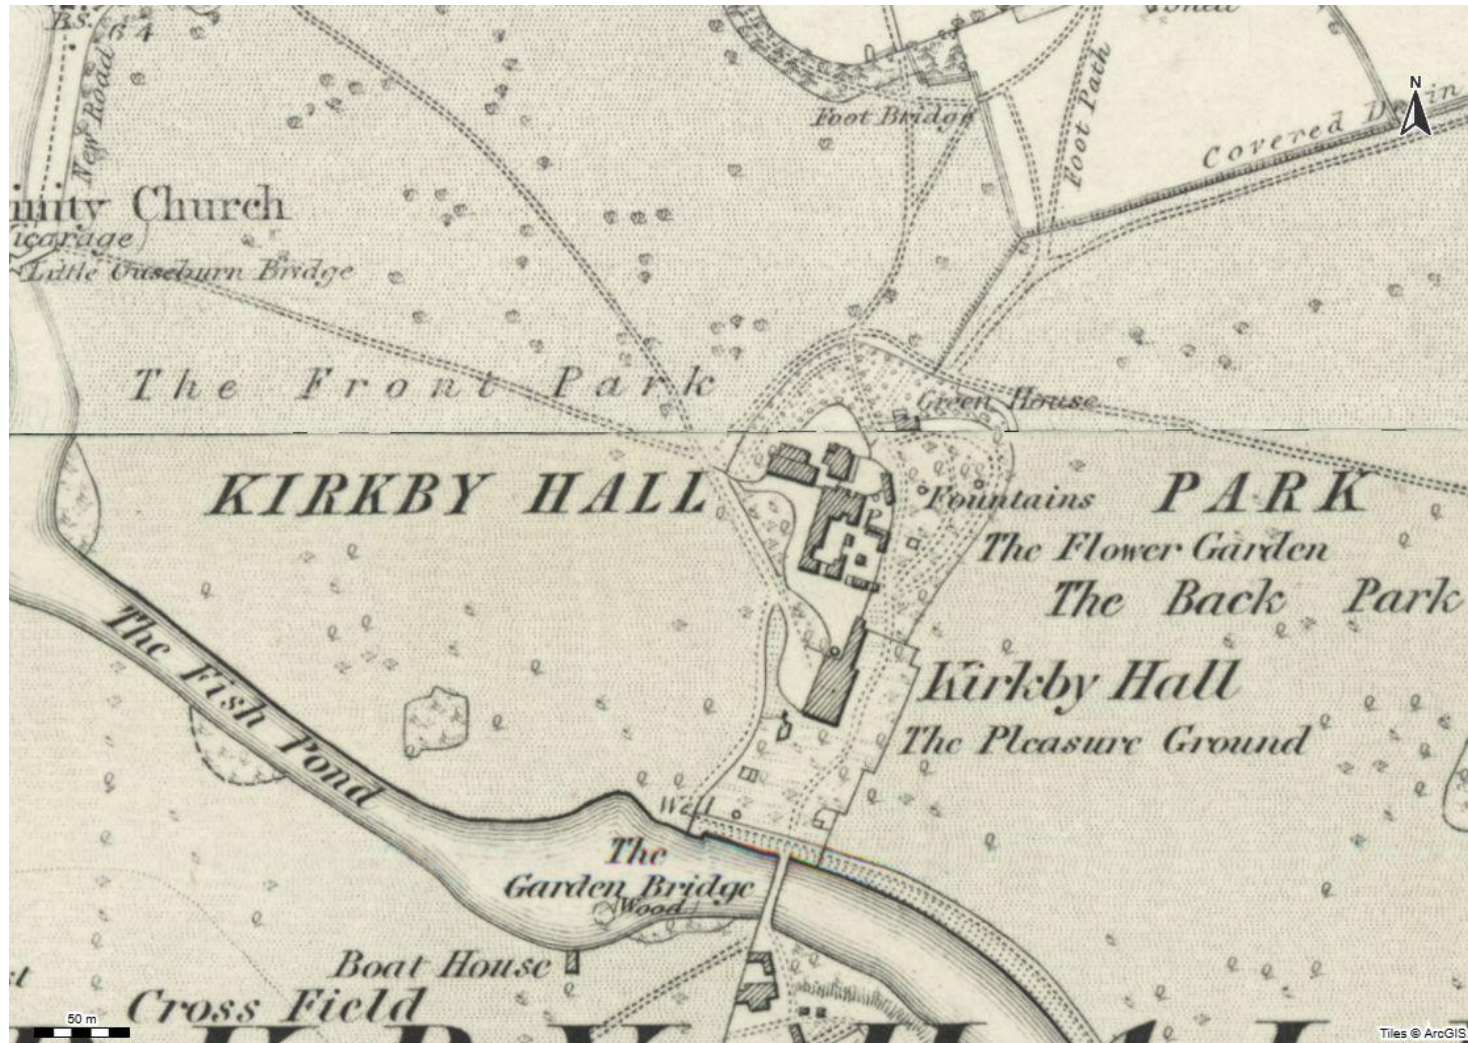 64
New Road
Foot Bridge
Foot Path
Covered Drain
N
Church
Little Ouseburn Bridge
The Front Park
Green House
KIRKBY HALL PARK
Fountains
P
The Flower Garden
The Back Park
The Fish Pond
Kirkby Hall
The Pleasure Ground
Well
The
Garden Bridge
(Wood)
Boat House
Cross Field
50 m
Tiles © ArcGIS